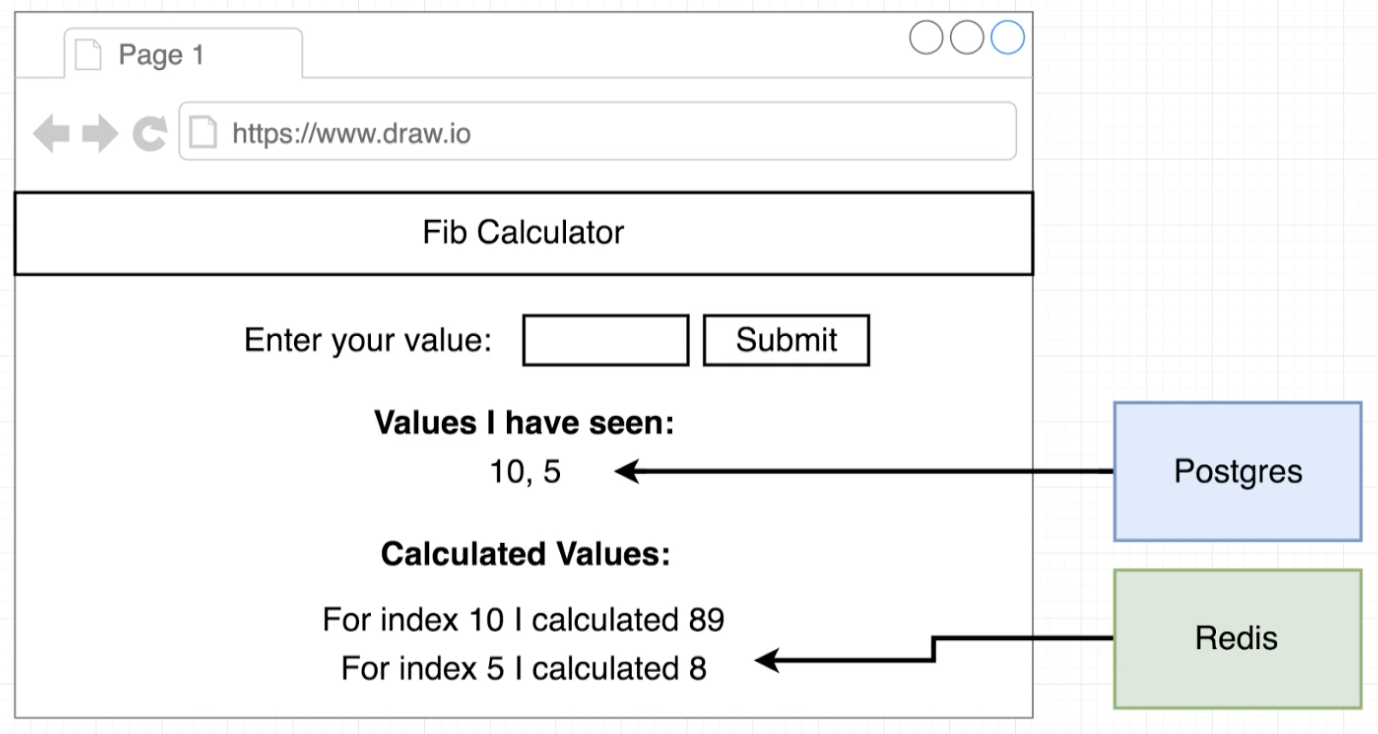 Page 1
https://www.draw.io
Fib Calculator
Enter your value: Submit
Values I have seen:
10, 5
Postgres
Calculated Values:
For index 10 I calculated 89
For index 5 I calculated 8
Redis